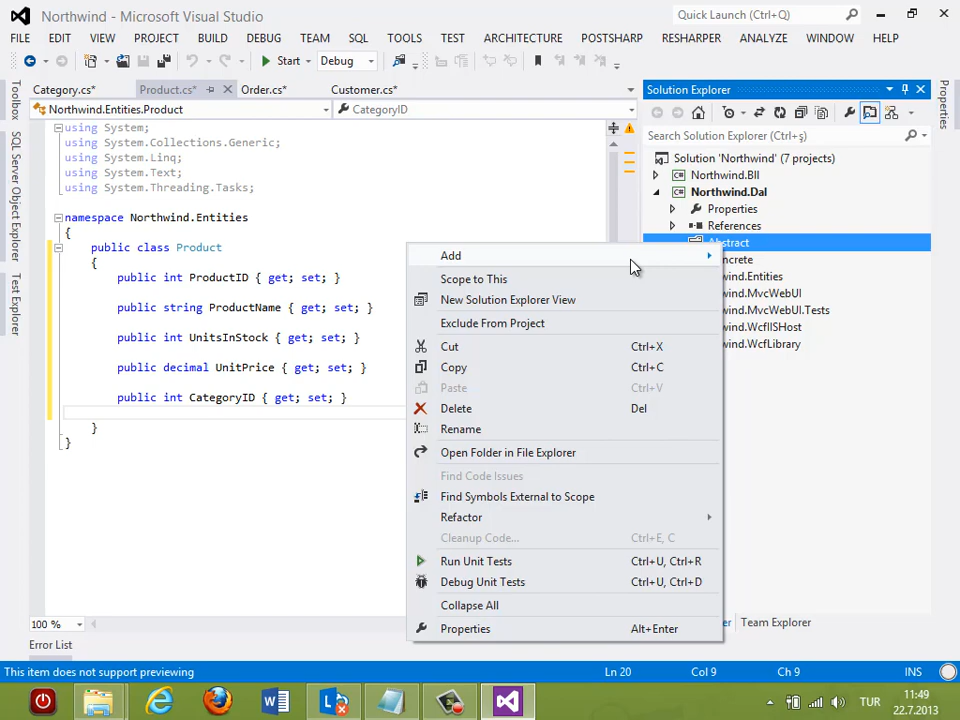 Northwind - Microsoft Visual Studio
Quick Launch (Ctrl+Q)
FILE EDIT VIEW PROJECT BUILD DEBUG TEAM SQL TOOLS TEST ARCHITECTURE POSTSHARP RESHARPER ANALYZE WINDOW HELP
Start Debug
Toolbox
SQL Server Object Explorer
Test Explorer
Category.cs* Product.cs* Order.cs* Customer.cs*
Northwind.Entities.Product CategoryID
using System;
using System.Collections.Generic;
using System.Linq;
using System.Text;
using System.Threading.Tasks;
namespace Northwind.Entities
{
public class Product
{
public int ProductID { get; set; }
public string ProductName { get; set; }
public int UnitsInStock { get; set; }
public decimal UnitPrice { get; set; }
public int CategoryID { get; set; }
}
}
100 %
Error List
Add
Scope to This
New Solution Explorer View
Exclude From Project
Cut Ctrl+X
Copy Ctrl+C
Paste Ctrl+V
Delete Del
Rename
Open Folder in File Explorer
Find Code Issues
Find Symbols External to Scope
Refactor
Cleanup Code... Ctrl+E, C
Run Unit Tests Ctrl+U, Ctrl+R
Debug Unit Tests Ctrl+U, Ctrl+D
Collapse All
Properties Alt+Enter
Solution Explorer
Search Solution Explorer (Ctrl+ş)
Solution 'Northwind' (7 projects)
Northwind.Bll
Northwind.Dal
Properties
References
Abstract
Concrete
wind.Entities
wind.MvcWebUI
wind.MvcWebUI.Tests
wind.WcfIISHost
wind.WcfLibrary
Team Explorer
Properties
This item does not support previewing Ln 20 Col 9 Ch 9 INS
W
TUR
11:49
22.7.2013